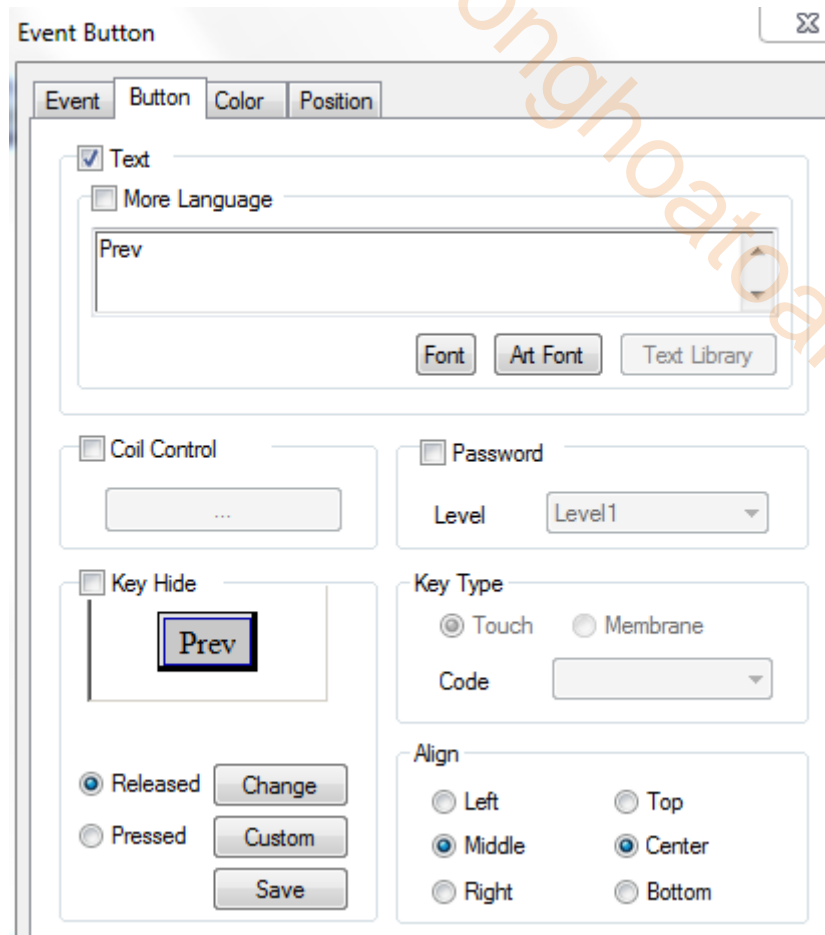 Event Button
Event Button Color Position
Text
More Language
Prev
Font Art Font Text Library
Coil Control
...
Password
Level Level1
Key Hide
Prev
Released Change
Pressed Custom
Save
Key Type
Touch Membrane
Code
Align
Left Top
Middle Center
Right Bottom